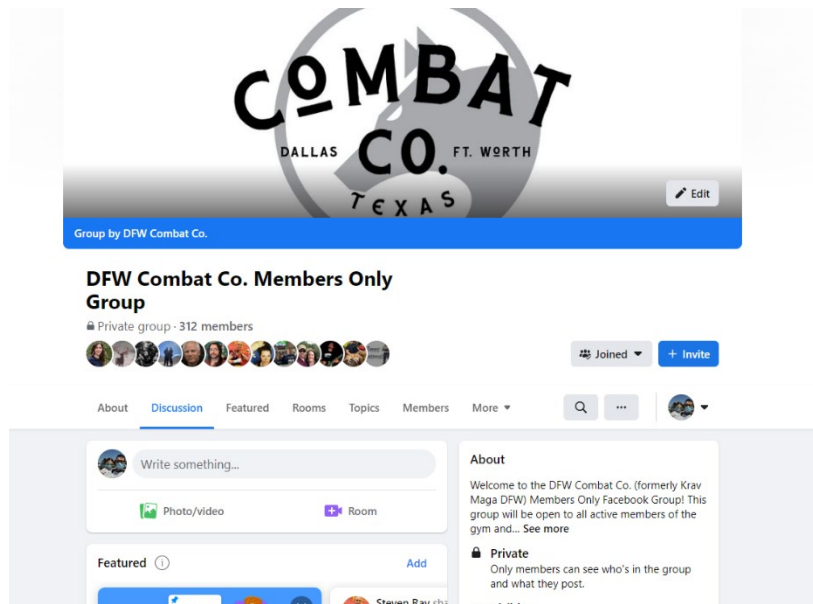 COMBAT
DALLAS CO. FT. WORTH
TEXAS
Edit
Group by DFW Combat Co.
DFW Combat Co. Members Only
Group
Private group · 312 members
Joined
+ Invite
About Discussion Featured Rooms Topics Members More
Write something...
Photo/video Room
Featured
Add
About
Welcome to the DFW Combat Co. (formerly Krav
Maga DFW) Members Only Facebook Group! This
group will be open to all active members of the
gym and... See more
Private
Only members can see who's in the group
and what they post.
Steven Ray